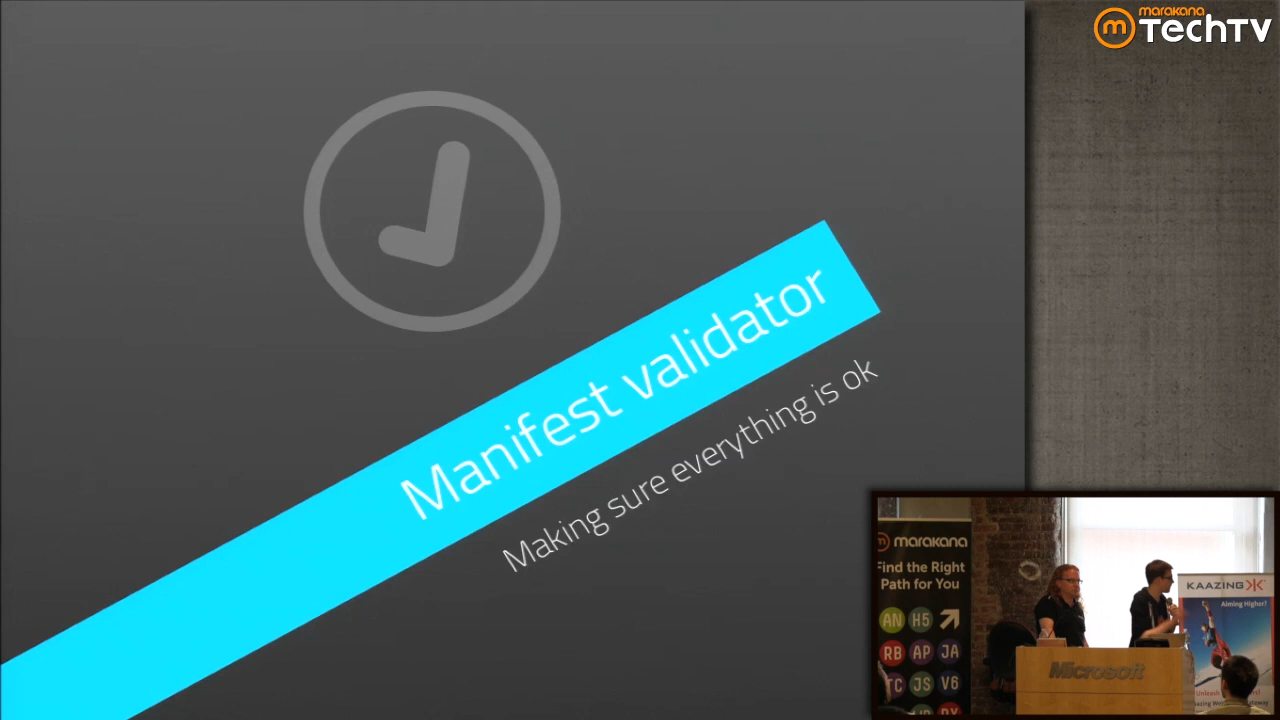 marakana
TechTV
Manifest validator
Making sure everything is ok
marakana
Find the Right
Path for You
AN H5
RB AP JA
TC JS V6
KAAZING
Aiming Higher?
Microsoft
Unleash